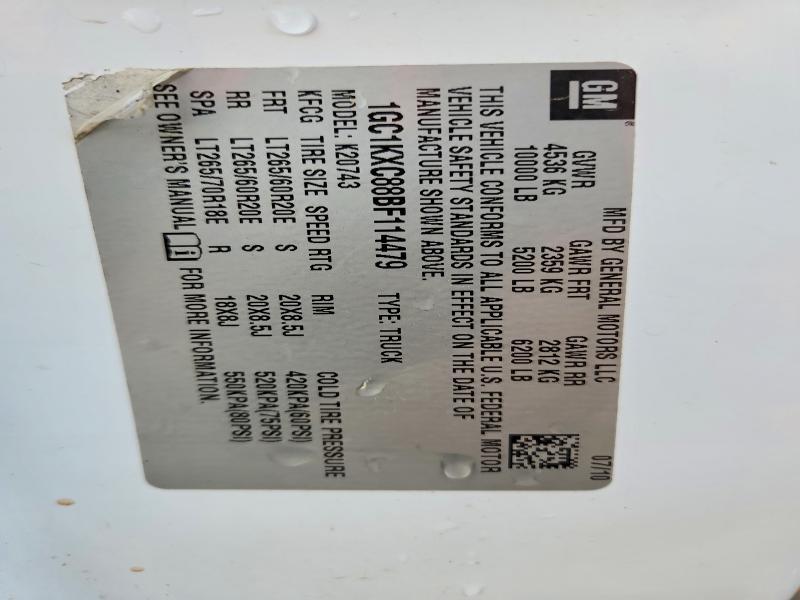 GM
MFD BY GENERAL MOTORS LLC 07/10
GVWR GAWR FRT GAWR RR
4536 KG 2359 KG 2812 KG
10000 LB 5200 LB 6200 LB
THIS VEHICLE CONFORMS TO ALL APPLICABLE U.S. FEDERAL MOTOR
VEHICLE SAFETY STANDARDS IN EFFECT ON THE DATE OF
MANUFACTURE SHOWN ABOVE.
1GC1KXC88BF114479 TYPE: TRUCK
MODEL: K20743
KFCG TIRE SIZE SPEED RTG RIM COLD TIRE PRESSURE
FRT LT265/60R20E S 20X8.5J 420KPA(60PSI)
RR LT265/60R20E S 20X8.5J 520KPA(75PSI)
SPA LT265/70R18E R 18X8J 550KPA(80PSI)
SEE OWNER'S MANUAL FOR MORE INFORMATION.